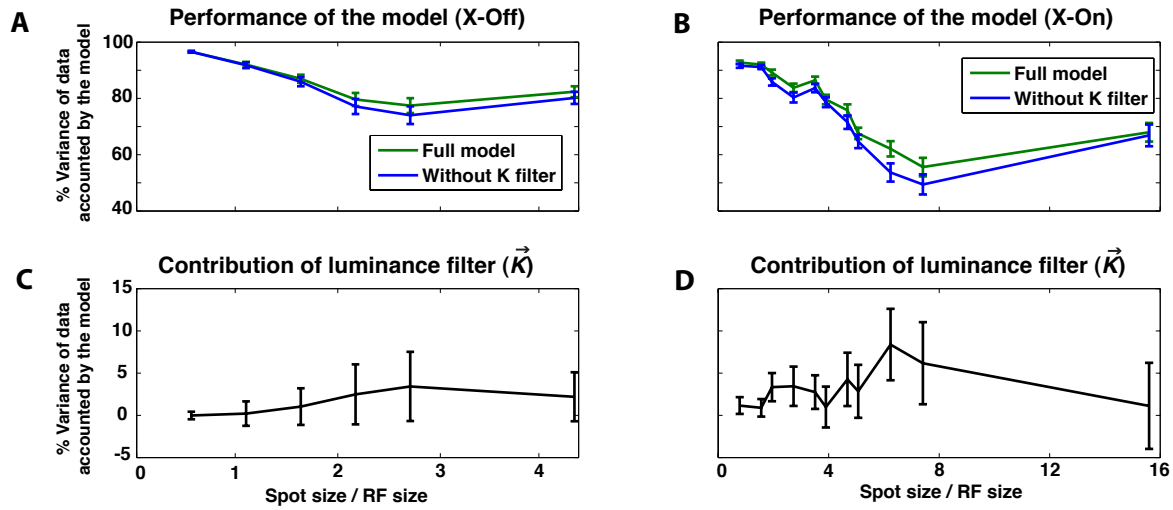 A
Performance of the model (X-Off)
% Variance of data
accounted by the model
100
80
60
40
Full model
Without K filter
B
Performance of the model (X-On)
Full model
Without K filter
C
Contribution of luminance filter (K⃗)
% Variance of data
accounted by the model
15
10
5
0
-5
0 1 2 3 4
Spot size / RF size
D
Contribution of luminance filter (K⃗)
0 4 8 12 16
Spot size / RF size